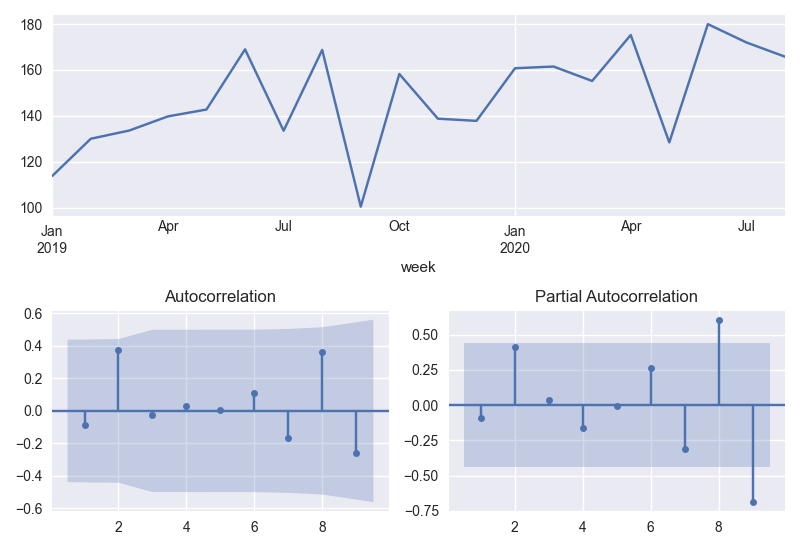 180
160
140
120
100
Jan
2019
Apr
Jul
Oct
Jan
2020
Apr
Jul
week
Autocorrelation
0.6
0.4
0.2
0.0
−0.2
−0.4
−0.6
2
4
6
8
Partial Autocorrelation
0.50
0.25
0.00
−0.25
−0.50
−0.75
2
4
6
8